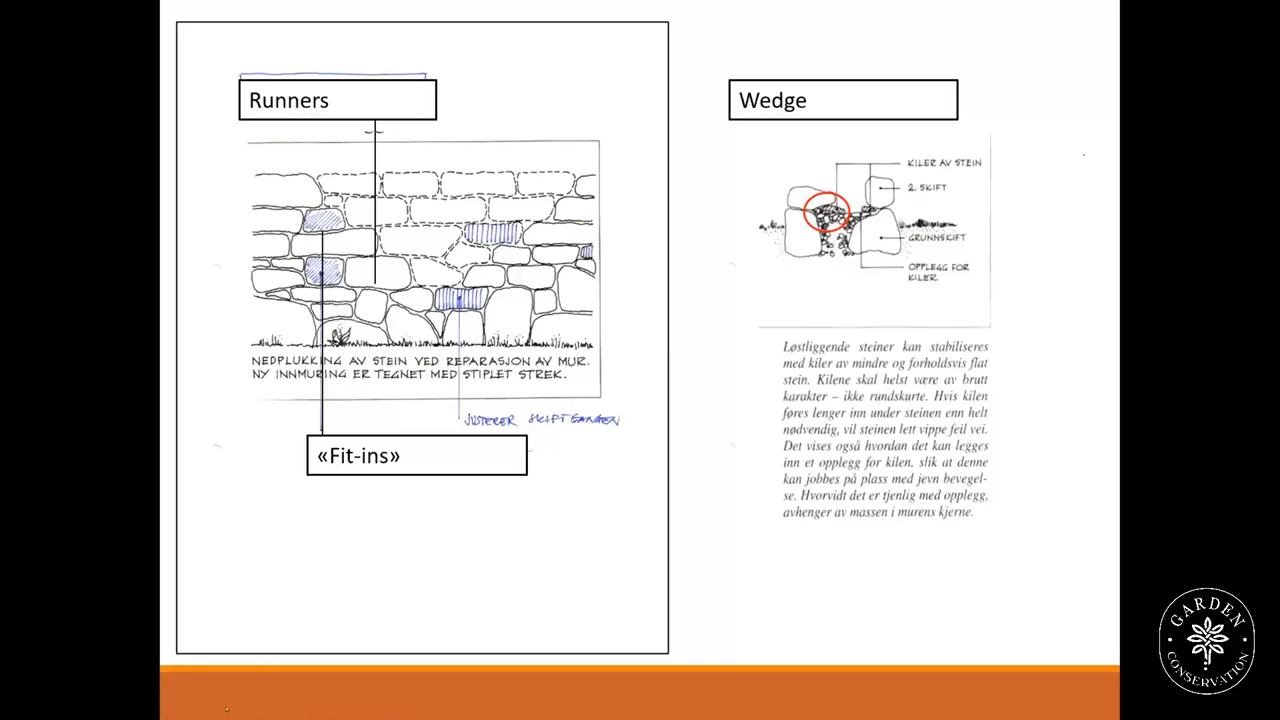 Runners
NEDPLUKKING AV STEIN VED REPARASJON AV MUR.
NY INNMURING ER TEGNET MED STIPLET STREK.
JUSTERER SKIFTGANGEN
«Fit-ins»
Wedge
KILER AV STEIN
2. SKIFT
GRUNNSKIFT
OPPLEGG FOR
KILER
Løstliggende steiner kan stabiliseres
med kiler av mindre og forholdsvis flat
stein. Kilene skal helst være av brutt
karakter – ikke rundskurte. Hvis kilen
føres lenger inn under steinen enn helt
nødvendig, vil steinen lett vippe feil vei.
Det vises også hvordan det kan legges
inn et opplegg for kilen, slik at denne
kan jobbes på plass med jevn bevegel-
se. Hvorvidt det er tjenlig med opplegg,
avhenger av massen i murens kjerne.
GARDEN
CONSERVATION